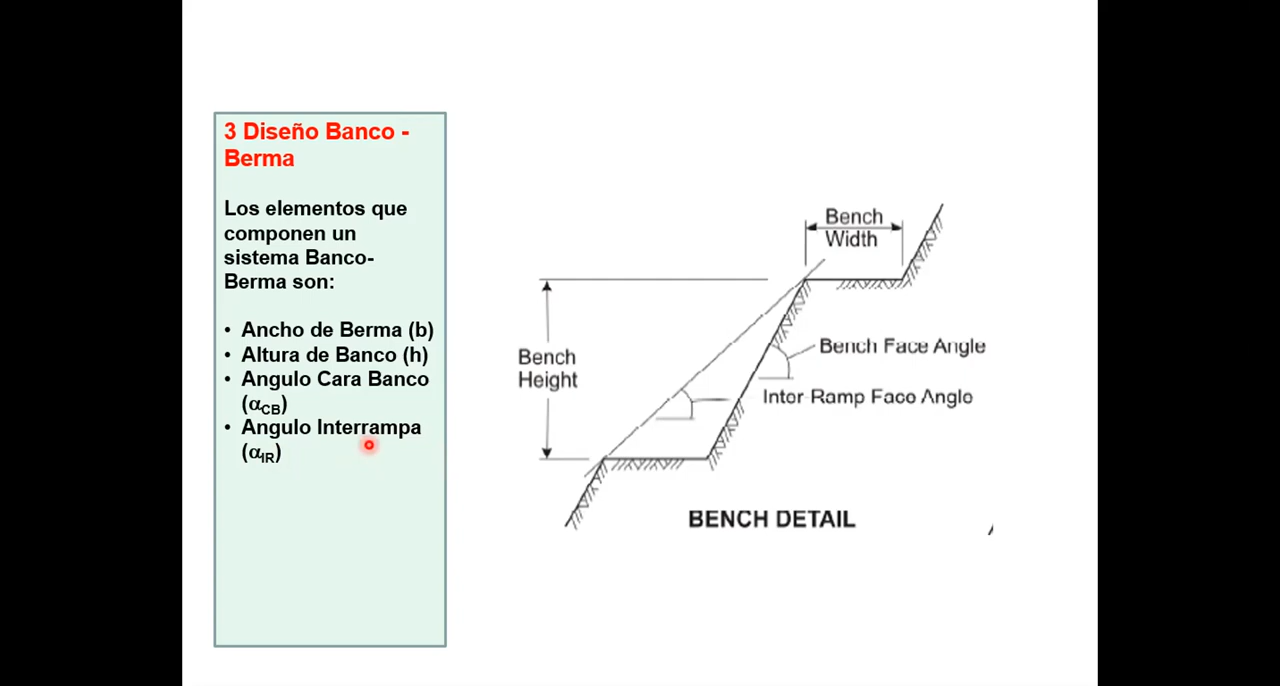 3 Diseño Banco -
Berma
Los elementos que
componen un
sistema Banco-
Berma son:
• Ancho de Berma (b)
• Altura de Banco (h)
• Angulo Cara Banco
(αCB)
• Angulo Interrampa
(αIR)
Bench
Width
Bench
Height
Bench Face Angle
Inter-Ramp Face Angle
BENCH DETAIL